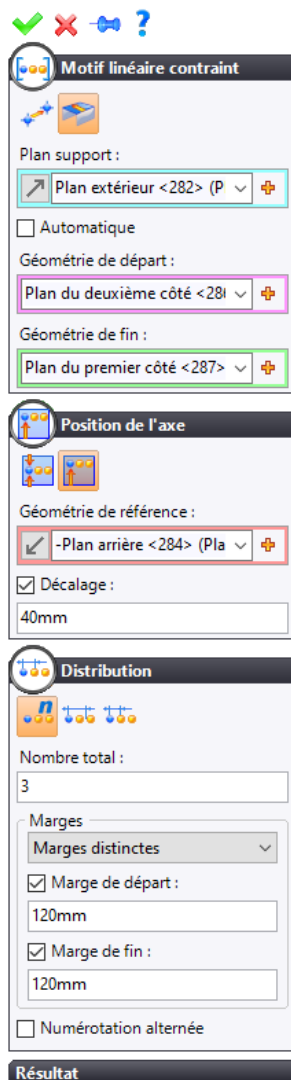 ?
Motif linéaire contraint
Plan support :
Plan extérieur <282> (P
Automatique
Géométrie de départ :
Plan du deuxième côté <28
Géométrie de fin :
Plan du premier côté <287>
Position de l'axe
Géométrie de référence :
-Plan arrière <284> (Pla
Décalage :
40mm
Distribution
n
Nombre total :
3
Marges
Marges distinctes
Marge de départ :
120mm
Marge de fin :
120mm
Numérotation alternée
Résultat